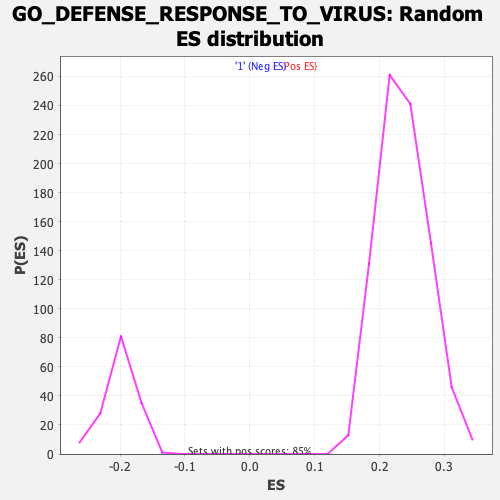 GO_DEFENSE_RESPONSE_TO_VIRUS: Random
ES distribution
'1' (Neg ES) Pos ES)
260
240
220
200
180
160
140
120
100
80
60
40
20
0
P(ES)
Sets with pos scores: 85%
-0.2 -0.1 0.0 0.1 0.2 0.3
ES